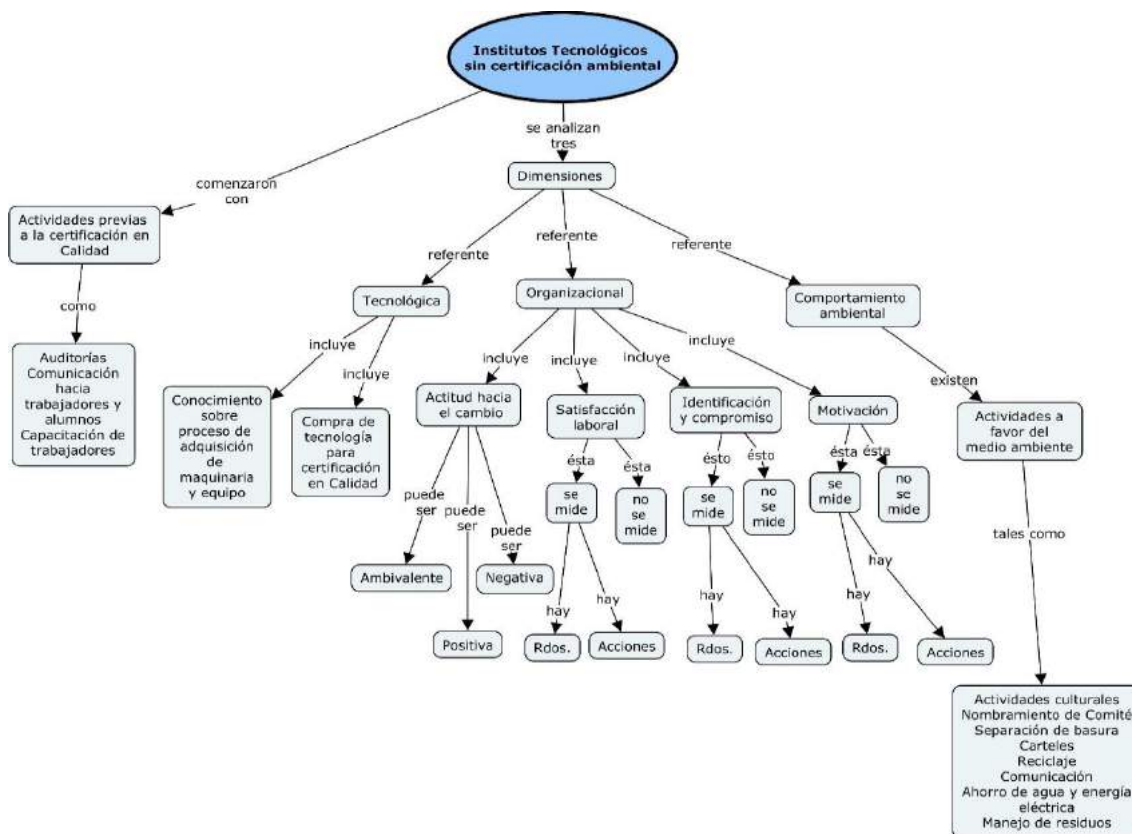 Institutos Tecnológicos
sin certificación ambiental
se analizan
tres
comenzaron
con
Dimensiones
Actividades previas
a la certificación en
Calidad
referente
referente
referente
como
Tecnológica
Organizacional
Comportamiento
ambiental
Auditorías
Comunicación
hacia
trabajadores y
alumnos
Capacitación de
trabajadores
incluye
incluye
incluye
incluye
incluye
incluye
existen
Conocimiento
sobre
proceso de
adquisición
de
maquinaria
y equipo
Compra de
tecnología
para
certificación
en Calidad
Actitud hacia
el cambio
Satisfacción
laboral
Identificación
y compromiso
Motivación
Actividades a
favor del
medio ambiente
puede
ser
puede
ser
puede
ser
ésta
ésta
ésto
ésto
ésta
ésta
se
mide
no
se
mide
se
mide
no
se
mide
se
mide
no
se
mide
tales como
Ambivalente
Negativa
Positiva
hay
hay
hay
hay
hay
hay
Rdos.
Acciones
Rdos.
Acciones
Rdos.
Acciones
Actividades culturales
Nombramiento de Comité
Separación de basura
Carteles
Reciclaje
Comunicación
Ahorro de agua y energía
eléctrica
Manejo de residuos